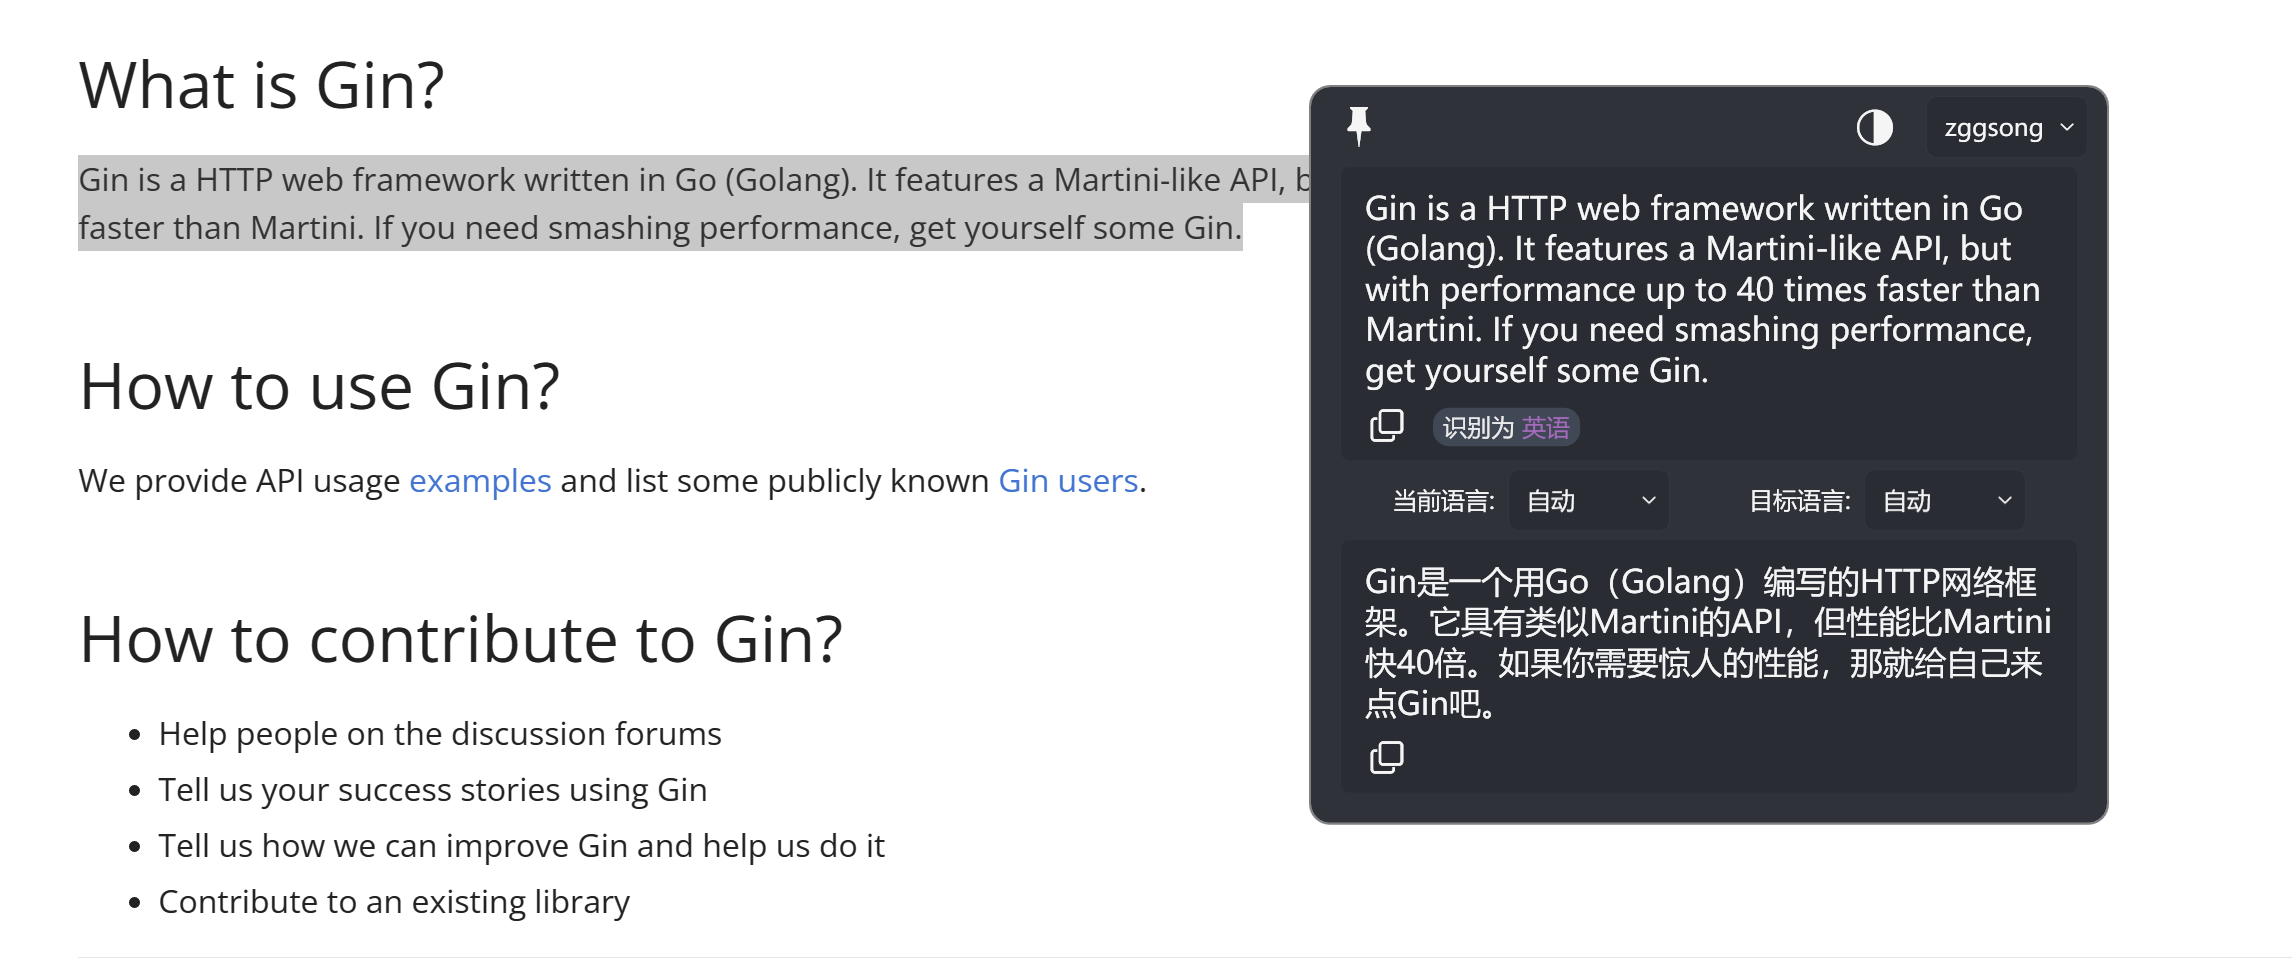 What is Gin?
Gin is a HTTP web framework written in Go (Golang). It features a Martini-like API,
faster than Martini. If you need smashing performance, get yourself some Gin.
How to use Gin?
We provide API usage examples and list some publicly known Gin users.
How to contribute to Gin?
Help people on the discussion forums
Tell us your success stories using Gin
Tell us how we can improve Gin and help us do it
Contribute to an existing library
zggsong
Gin is a HTTP web framework written in Go
(Golang). It features a Martini-like API, but
with performance up to 40 times faster than
Martini. If you need smashing performance,
get yourself some Gin.
识别为 英语
当前语言: 自动 目标语言: 自动
Gin是一个用Go（Golang）编写的HTTP网络框
架。它具有类似Martini的API，但性能比Martini
快40倍。如果你需要惊人的性能，那就给自己来
点Gin吧。